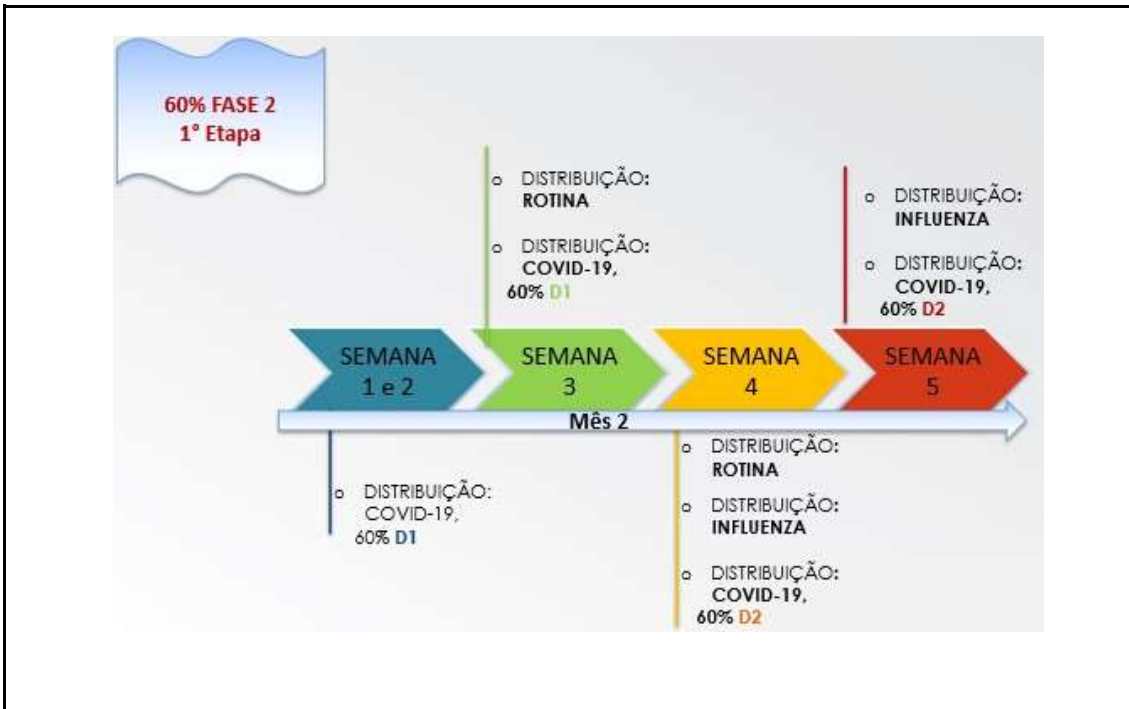 60% FASE 2
1° Etapa
o DISTRIBUIÇÃO:
ROTINA
o DISTRIBUIÇÃO:
COVID-19,
60% D1
o DISTRIBUIÇÃO:
INFLUENZA
o DISTRIBUIÇÃO:
COVID-19,
60% D2
SEMANA
1 e 2
SEMANA
3
SEMANA
4
SEMANA
5
Mês 2
o DISTRIBUIÇÃO:
COVID-19,
60% D1
o DISTRIBUIÇÃO:
ROTINA
o DISTRIBUIÇÃO:
INFLUENZA
o DISTRIBUIÇÃO:
COVID-19,
60% D2